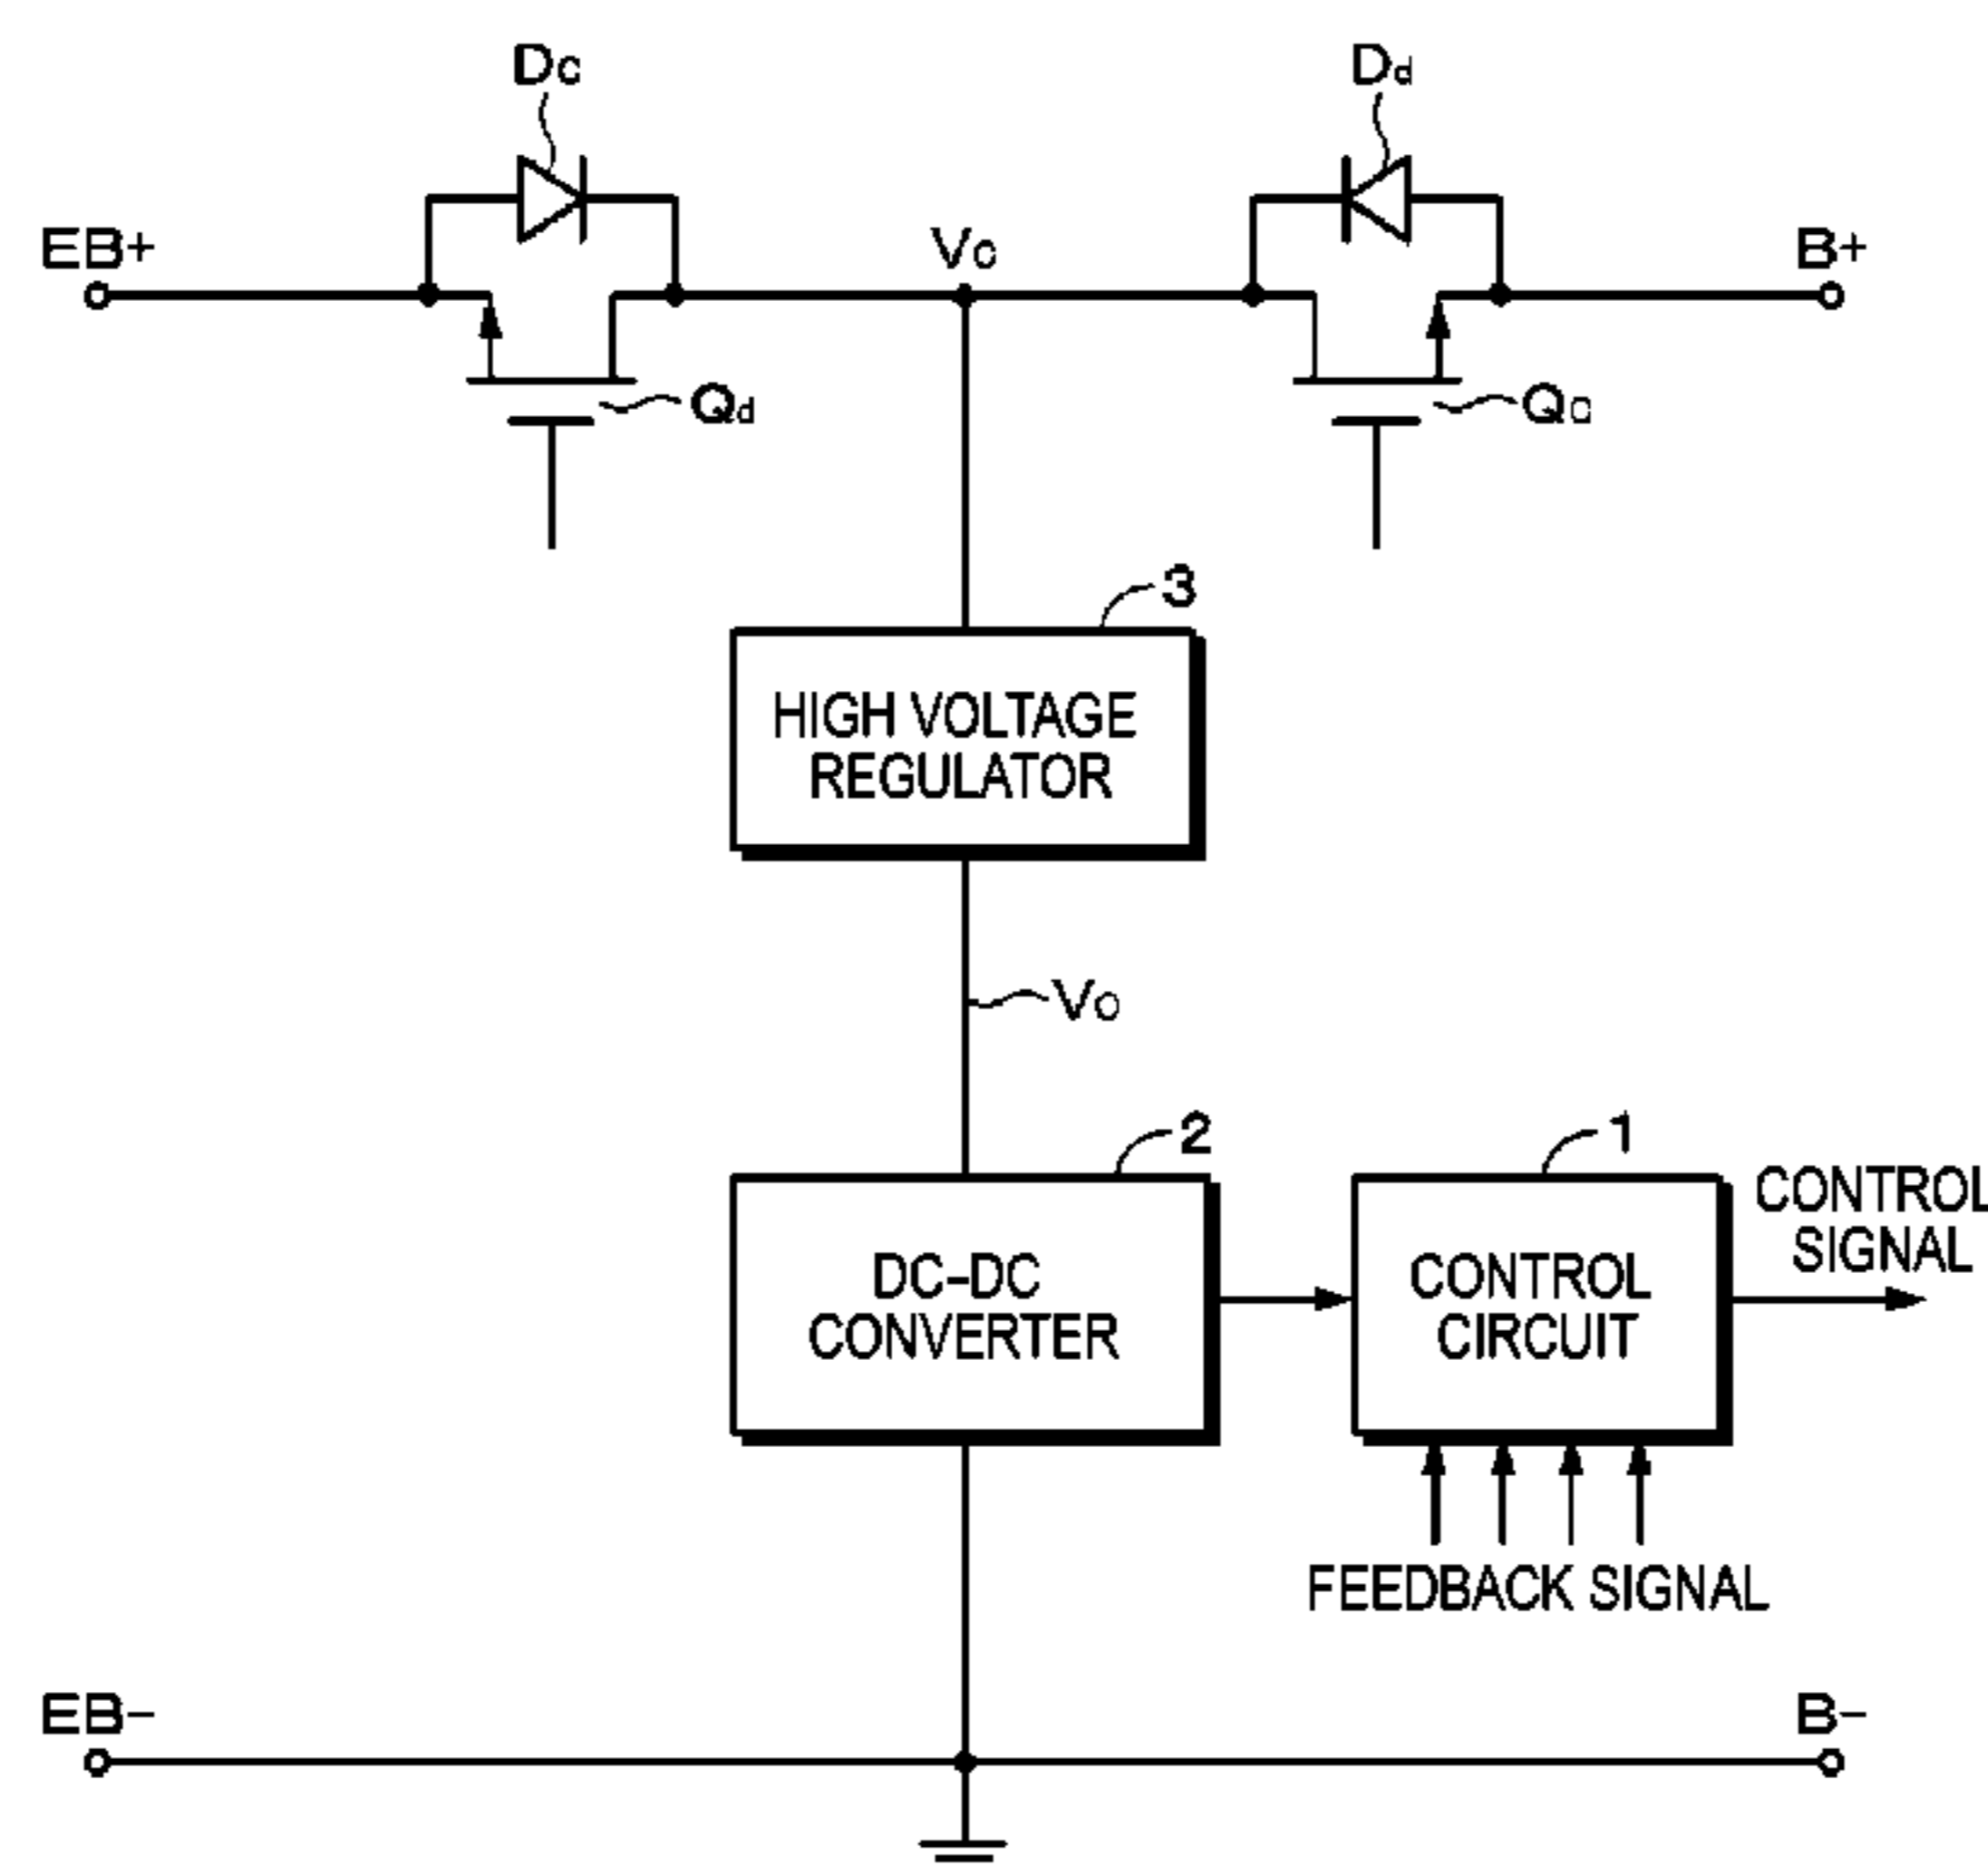 Dc
Dd
EB+
Vc
B+
Qd
Qc
3
HIGH VOLTAGE
REGULATOR
Vo
2
1
CONTROL
SIGNAL
DC-DC
CONVERTER
CONTROL
CIRCUIT
FEEDBACK SIGNAL
EB-
B-